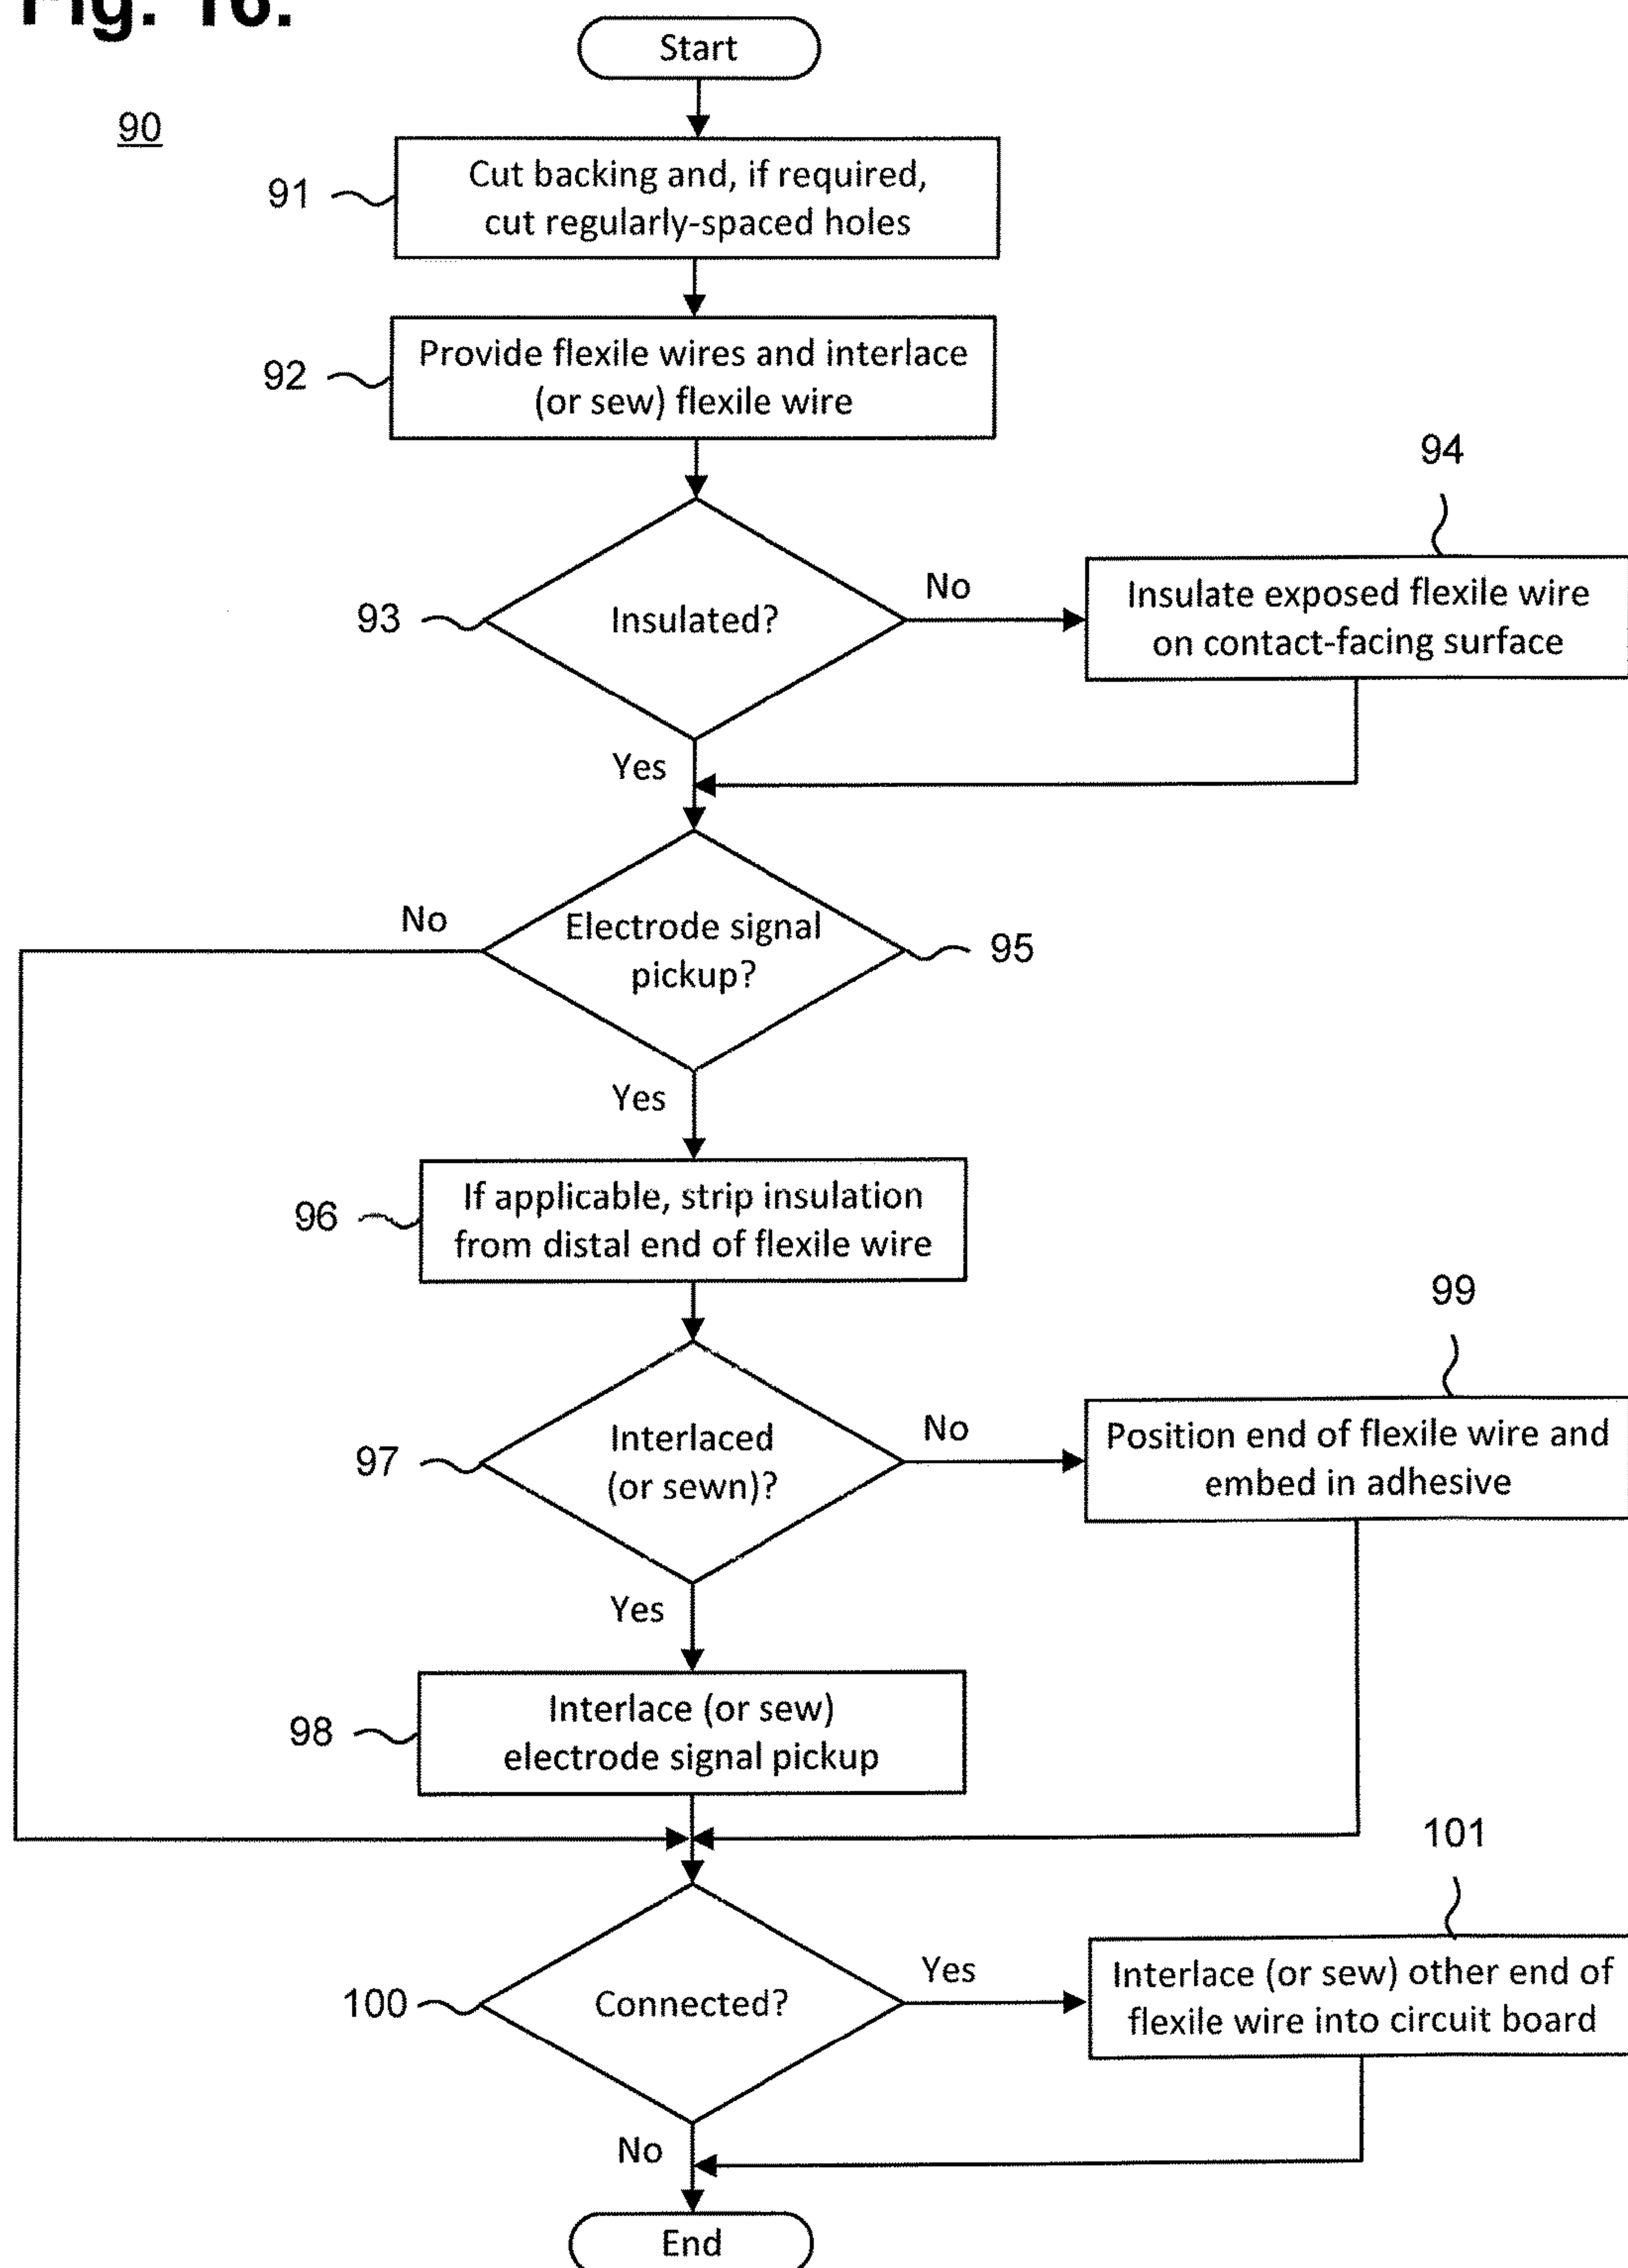 Fig. 16.
Start
90
91
Cut backing and, if required,
cut regularly-spaced holes
92
Provide flexile wires and interlace
(or sew) flexile wire
94
93
Insulated?
No
Insulate exposed flexile wire
on contact-facing surface
Yes
No
Electrode signal
pickup?
95
Yes
96
If applicable, strip insulation
from distal end of flexile wire
99
97
Interlaced
(or sewn)?
No
Position end of flexile wire and
embed in adhesive
Yes
98
Interlace (or sew)
electrode signal pickup
101
100
Connected?
Yes
Interlace (or sew) other end of
flexile wire into circuit board
No
End